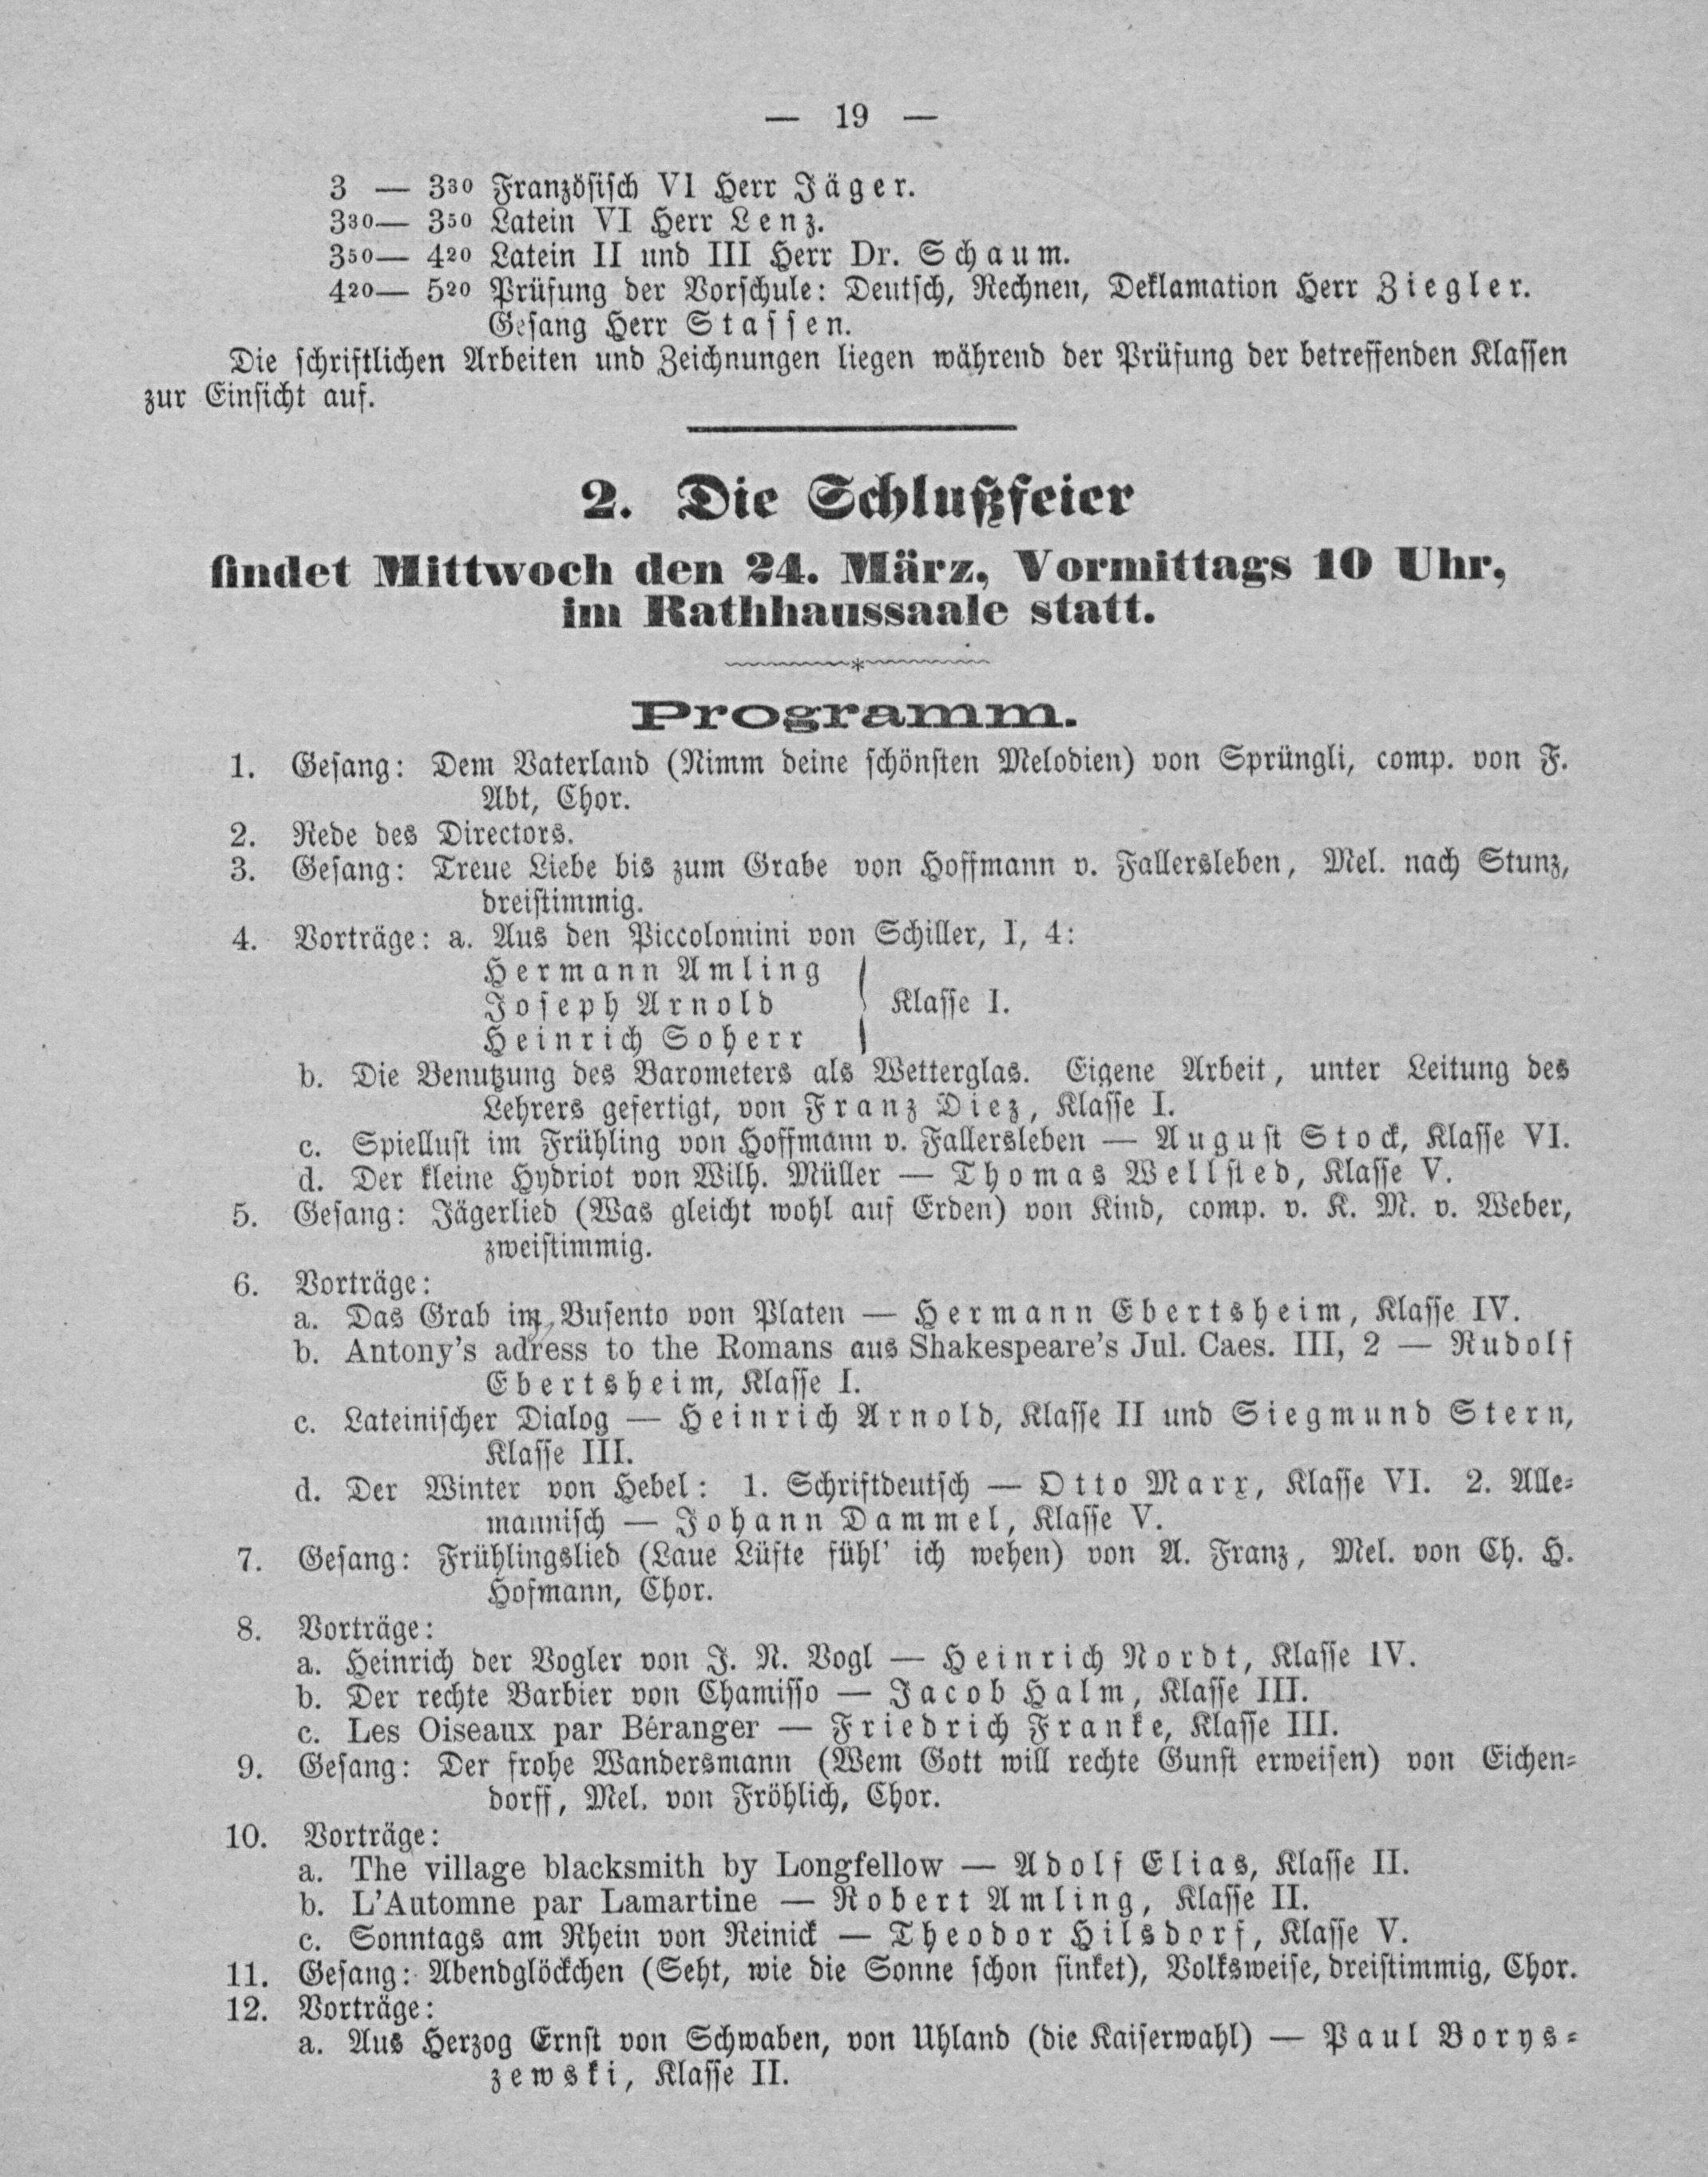 — 19 —
3 — 3³⁰ Französisch VI Herr Jäger.
3³⁰— 3⁵⁰ Latein VI Herr Lenz.
3⁵⁰— 4²⁰ Latein II und III Herr Dr. Schaum.
4²⁰— 5²⁰ Prüfung der Vorschule: Deutsch, Rechnen, Deklamation Herr Ziegler.
Gesang Herr Stassen.
Die schriftlichen Arbeiten und Zeichnungen liegen während der Prüfung der betreffenden Klassen
zur Einsicht auf.
2. Die Schlußfeier
findet Mittwoch den 24. März, Vormittags 10 Uhr,
im Rathhaussaale statt.
Programm.
1. Gesang: Dem Vaterland (Nimm deine schönsten Melodien) von Sprüngli, comp. von F.
Abt, Chor.
2. Rede des Directors.
3. Gesang: Treue Liebe bis zum Grabe von Hoffmann v. Fallersleben, Mel. nach Stunz,
dreistimmig.
4. Vorträge: a. Aus den Piccolomini von Schiller, I, 4:
Hermann Amling
Joseph Arnold } Klasse I.
Heinrich Soherr
b. Die Benutzung des Barometers als Wetterglas. Eigene Arbeit, unter Leitung des
Lehrers gefertigt, von Franz Diez, Klasse I.
c. Spiellust im Frühling von Hoffmann v. Fallersleben — August Stock, Klasse VI.
d. Der kleine Hydriot von Wilh. Müller — Thomas Wellsted, Klasse V.
5. Gesang: Jägerlied (Was gleicht wohl auf Erden) von Kind, comp. v. K. M. v. Weber,
zweistimmig.
6. Vorträge:
a. Das Grab im Busento von Platen — Hermann Ebertsheim, Klasse IV.
b. Antony's adress to the Romans aus Shakespeare's Jul. Caes. III, 2 — Rudolf
Ebertsheim, Klasse I.
c. Lateinischer Dialog — Heinrich Arnold, Klasse II und Siegmund Stern,
Klasse III.
d. Der Winter von Hebel: 1. Schriftdeutsch — Otto Marx, Klasse VI. 2. Alle-
mannisch — Johann Dammel, Klasse V.
7. Gesang: Frühlingslied (Laue Lüfte fühl' ich wehen) von A. Franz, Mel. von Ch. H.
Hofmann, Chor.
8. Vorträge:
a. Heinrich der Vogler von J. N. Vogl — Heinrich Nordt, Klasse IV.
b. Der rechte Barbier von Chamisso — Jacob Halm, Klasse III.
c. Les Oiseaux par Béranger — Friedrich Franke, Klasse III.
9. Gesang: Der frohe Wandersmann (Wem Gott will rechte Gunst erweisen) von Eichen-
dorff, Mel. von Fröhlich, Chor.
10. Vorträge:
a. The village blacksmith by Longfellow — Adolf Elias, Klasse II.
b. L'Automne par Lamartine — Robert Amling, Klasse II.
c. Sonntags am Rhein von Reinick — Theodor Hilsdorf, Klasse V.
11. Gesang: Abendglöckchen (Seht, wie die Sonne schon sinket), Volksweise, dreistimmig, Chor.
12. Vorträge:
a. Aus Herzog Ernst von Schwaben, von Uhland (die Kaiserwahl) — Paul Borys-
zewski, Klasse II.